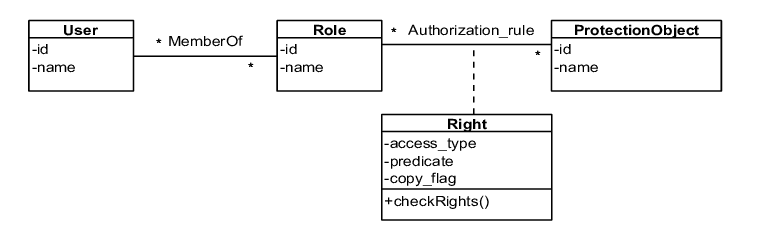 User
-id
-name
* MemberOf
*
Role
-id
-name
* Authorization_rule
*
ProtectionObject
-id
-name
Right
-access_type
-predicate
-copy_flag
+checkRights()